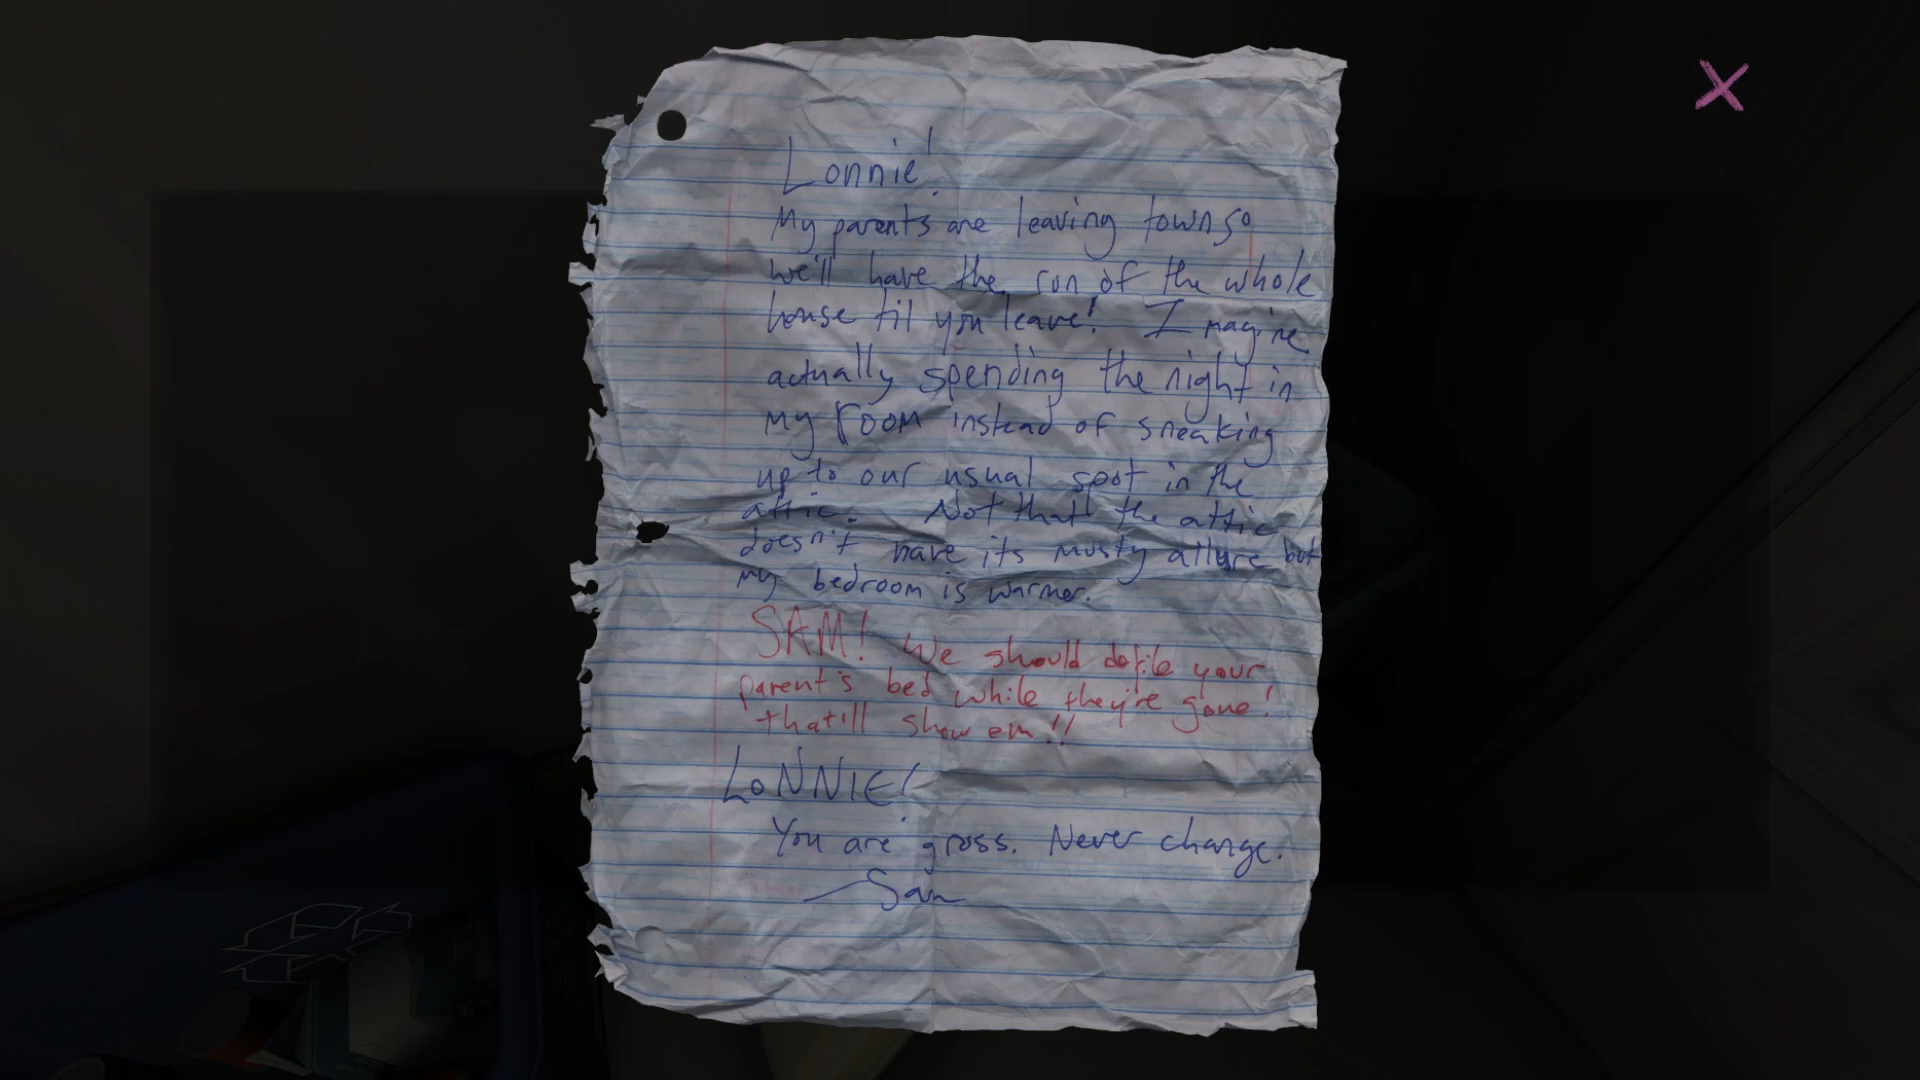 Lonnie!
My parents are leaving town so
we'll have the run of the whole
house til you leave! Imagine
actually spending the night in
my room instead of sneaking
up to our usual spot in the
attic. Not that the attic
doesn't have its musty allure but
my bedroom is warmer.
SAM! We should defile your
parent's bed while they're gone!
that'll show em!!
LONNIE!
You are gross. Never change.
—Sam